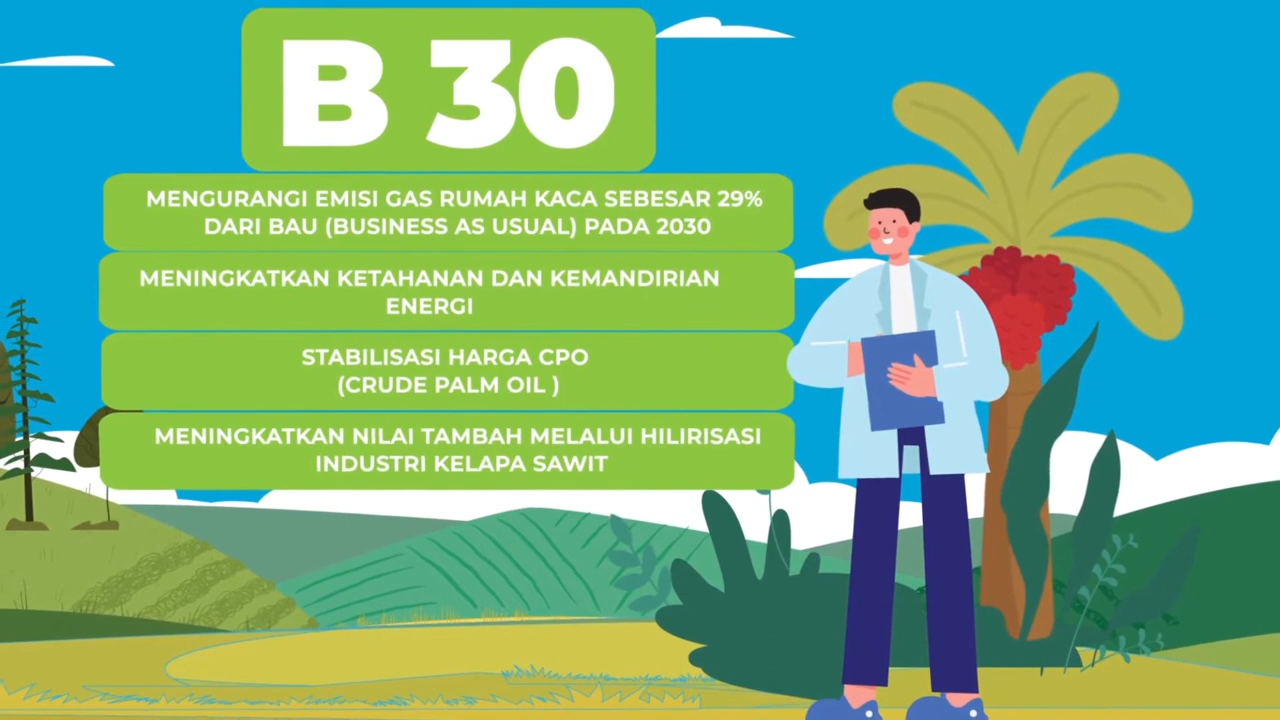 B 30
MENGURANGI EMISI GAS RUMAH KACA SEBESAR 29%
DARI BAU (BUSINESS AS USUAL) PADA 2030
MENINGKATKAN KETAHANAN DAN KEMANDIRIAN
ENERGI
STABILISASI HARGA CPO
(CRUDE PALM OIL )
MENINGKATKAN NILAI TAMBAH MELALUI HILIRISASI
INDUSTRI KELAPA SAWIT